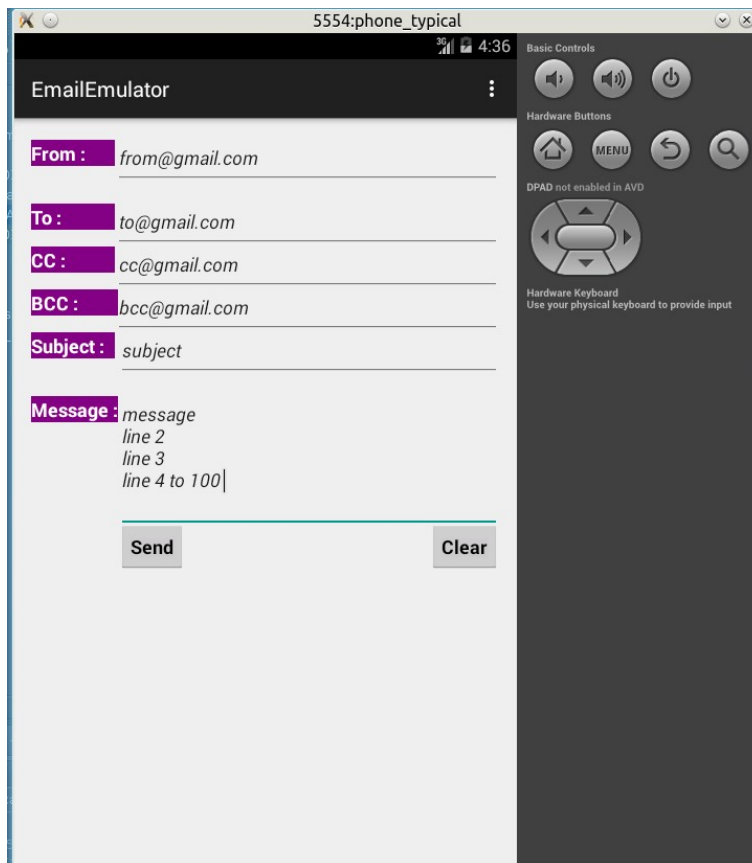 5554:phone_typical
3G 4:36
EmailEmulator
From : from@gmail.com
To : to@gmail.com
CC : cc@gmail.com
BCC : bcc@gmail.com
Subject : subject
Message : message
line 2
line 3
line 4 to 100
Send Clear
Basic Controls
Hardware Buttons
MENU
DPAD not enabled in AVD
Hardware Keyboard
Use your physical keyboard to provide input